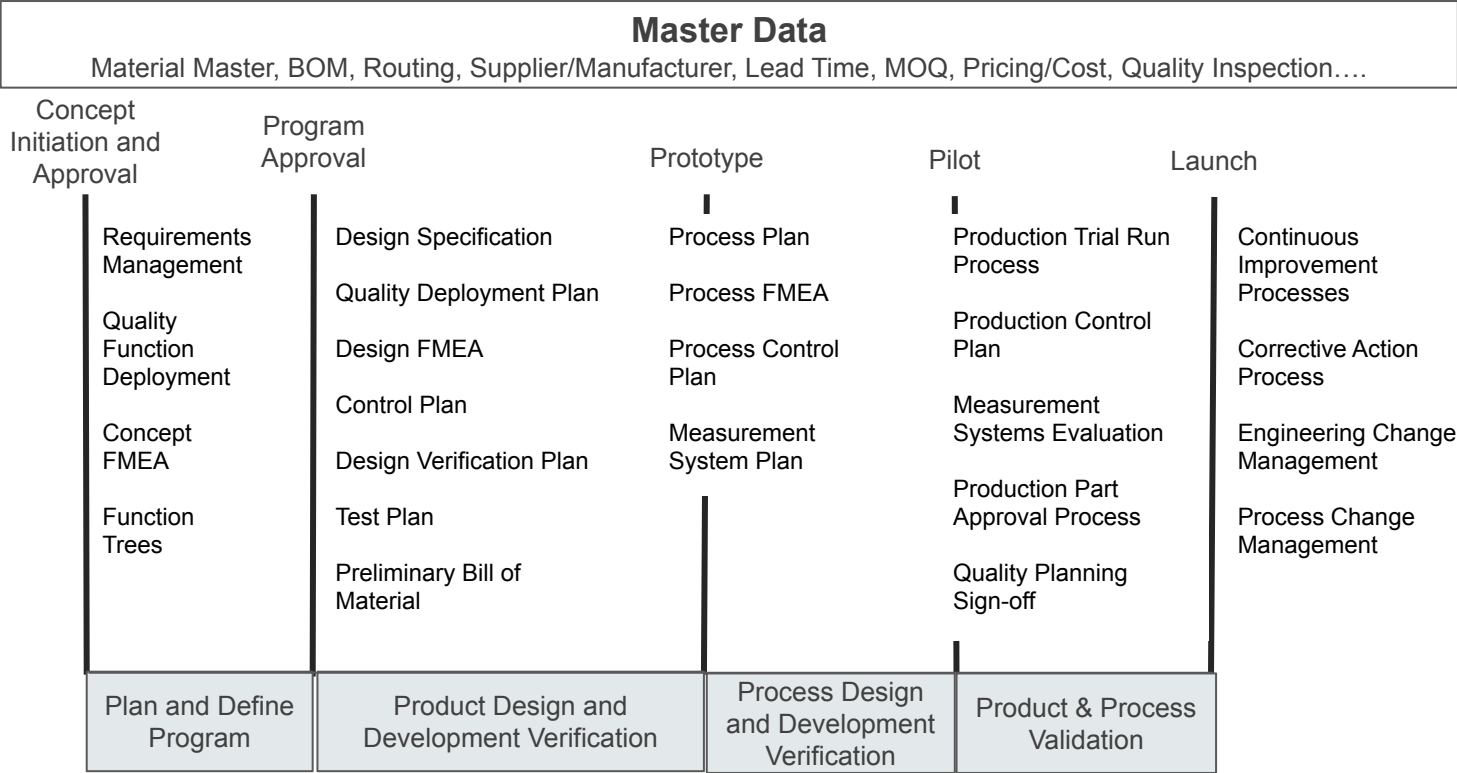 Master Data
Material Master, BOM, Routing, Supplier/Manufacturer, Lead Time, MOQ, Pricing/Cost, Quality Inspection….
Concept
Initiation and
Approval
Program
Approval
Prototype
Pilot
Launch
Requirements
Management
Quality
Function
Deployment
Concept
FMEA
Function
Trees
Design Specification
Quality Deployment Plan
Design FMEA
Control Plan
Design Verification Plan
Test Plan
Preliminary Bill of
Material
Process Plan
Process FMEA
Process Control
Plan
Measurement
System Plan
Production Trial Run
Process
Production Control
Plan
Measurement
Systems Evaluation
Production Part
Approval Process
Quality Planning
Sign-off
Continuous
Improvement
Processes
Corrective Action
Process
Engineering Change
Management
Process Change
Management
Plan and Define
Program
Product Design and
Development Verification
Process Design
and Development
Verification
Product & Process
Validation